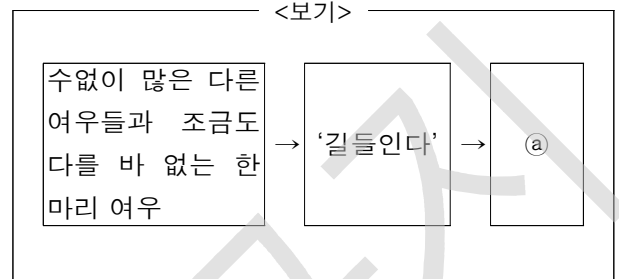 <보기>
수없이 많은 다른
여우들과 조금도
다를 바 없는 한
마리 여우
→ ‘길들인다’ → ⓐ